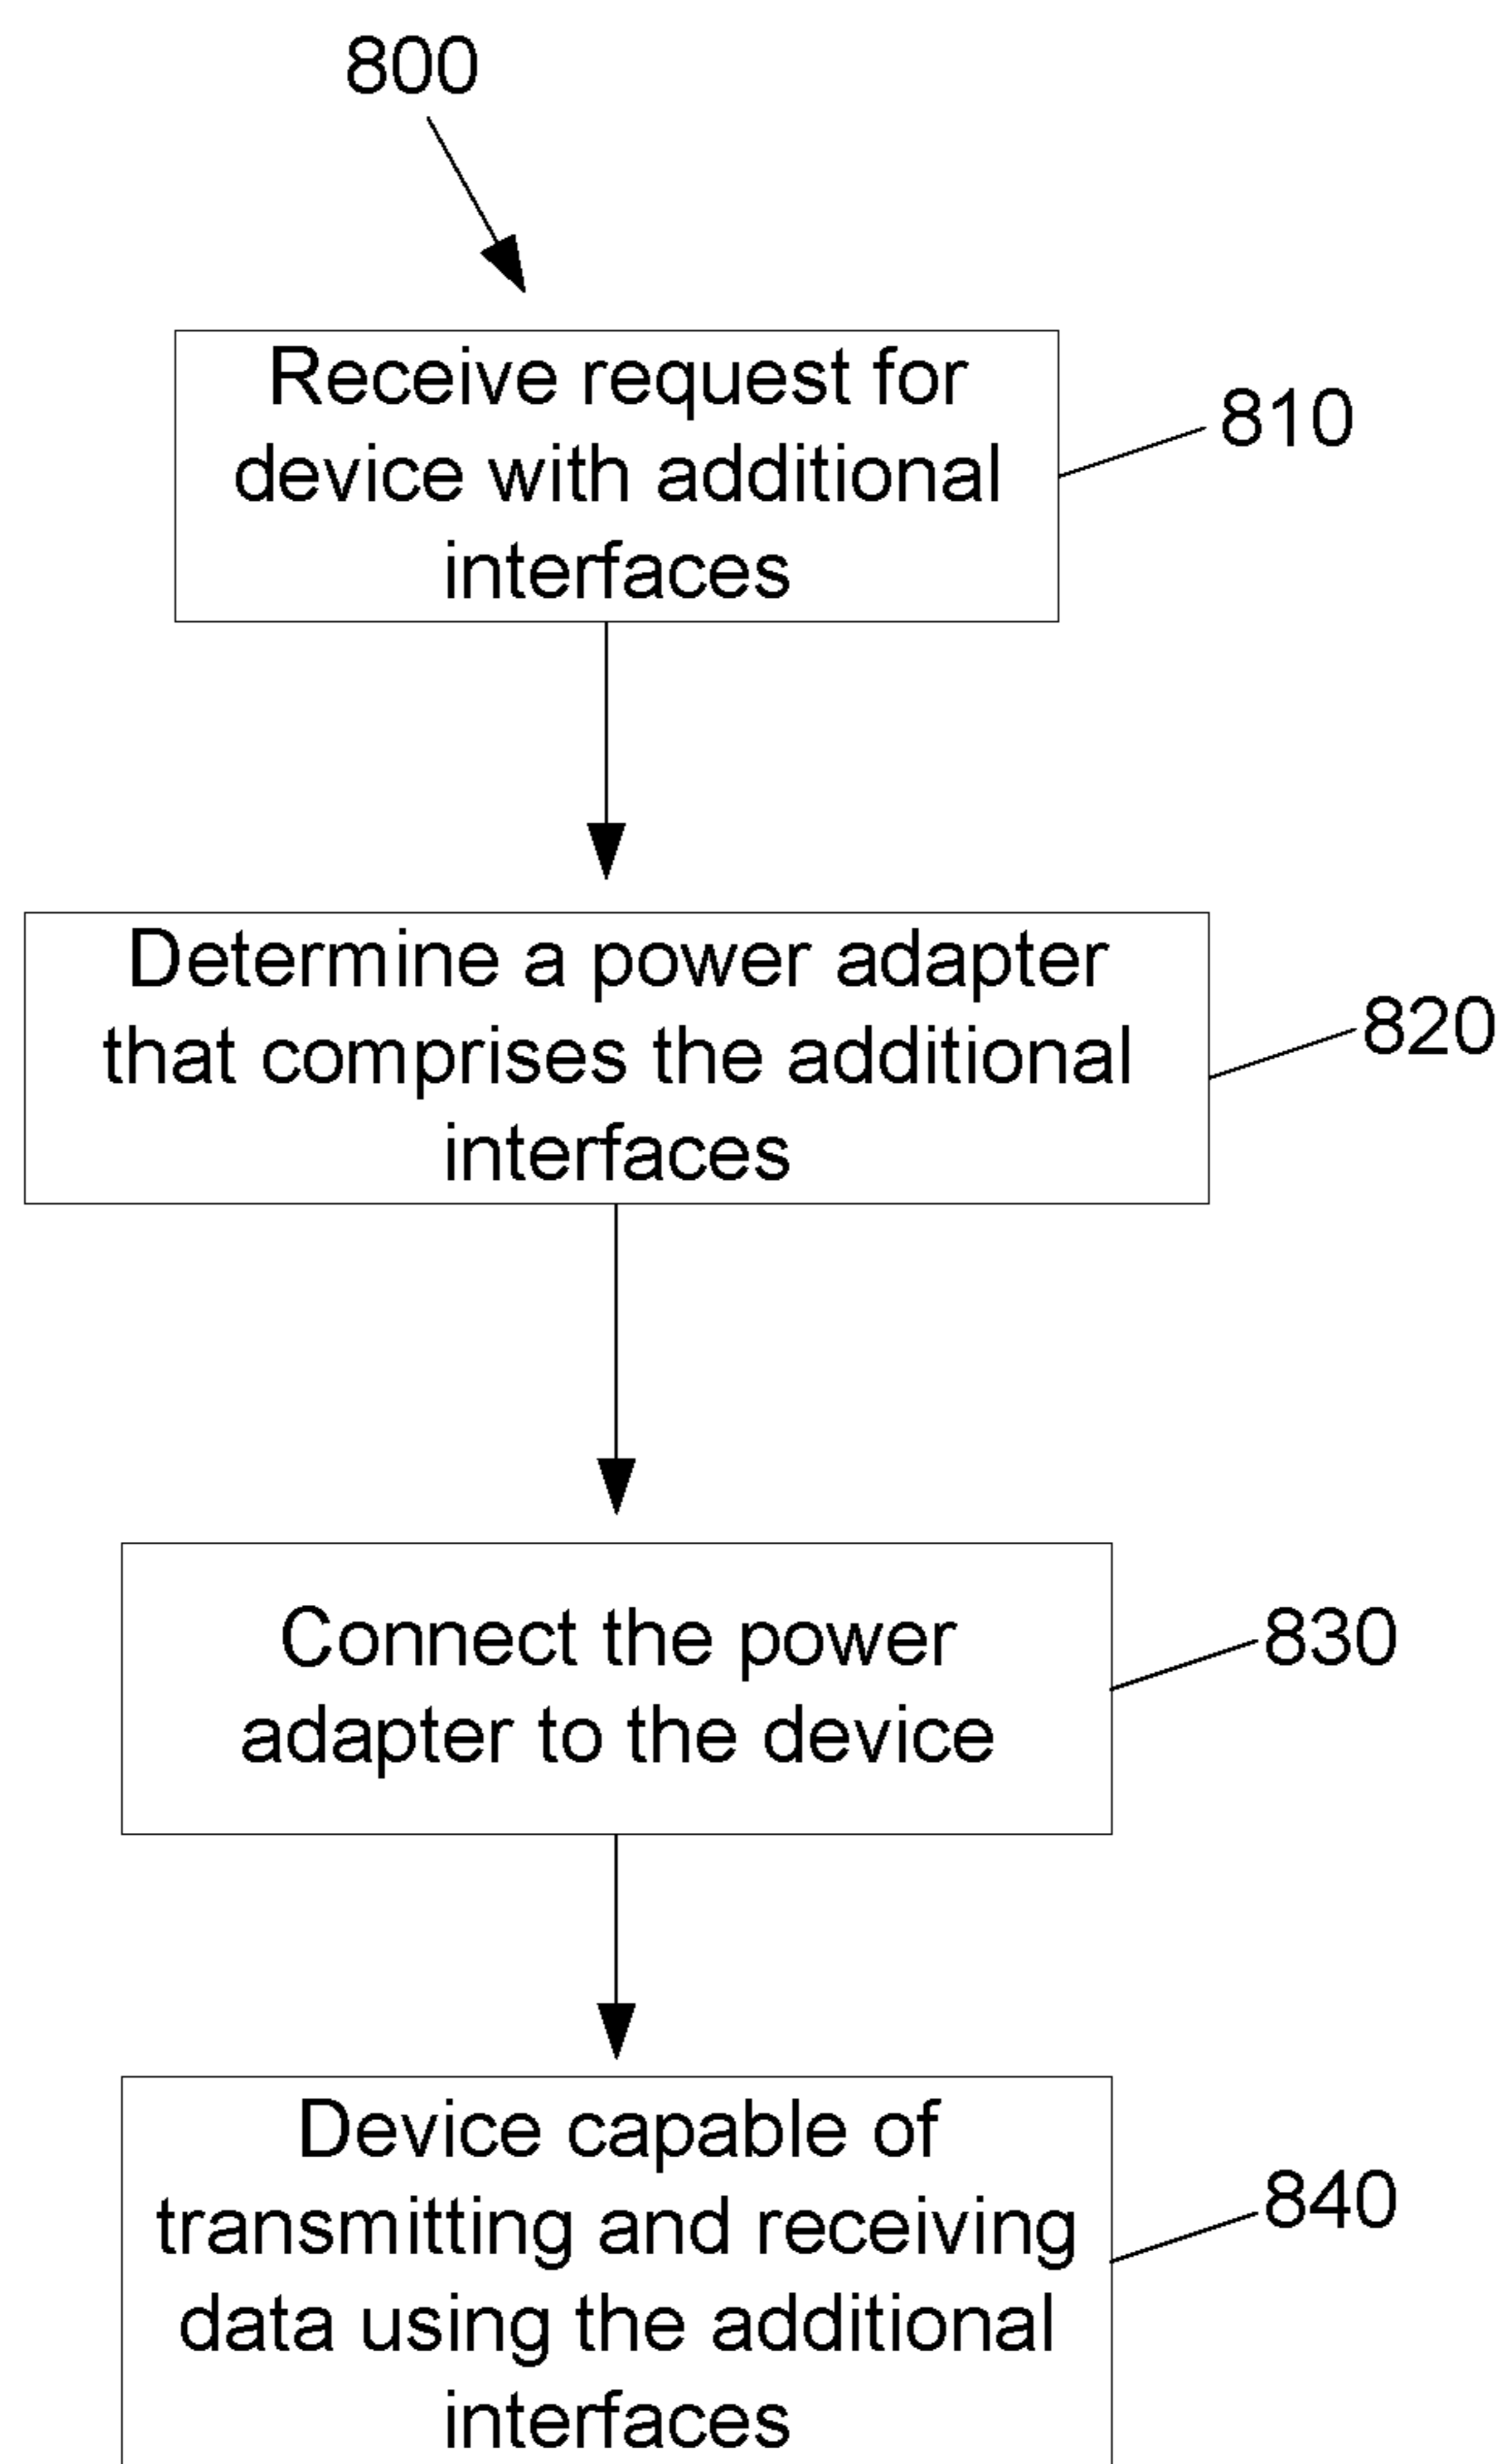 800
Receive request for
device with additional
interfaces
810
Determine a power adapter
that comprises the additional
interfaces
820
Connect the power
adapter to the device
830
Device capable of
transmitting and receiving
data using the additional
interfaces
840